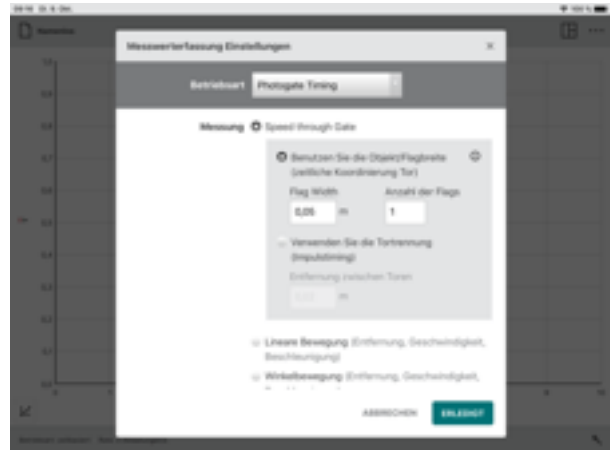 Messwerterfassung Einstellungen
Betriebsart Photogate Timing
Messung Speed through Gate
Benutzen Sie die Objekt/Flagbreite
(zeitliche Koordinierung Tor)
Flag Width Anzahl der Flags
0,05 m 1
Verwenden Sie die Tortrennung
(Impulstiming)
Entfernung zwischen Toren
m
Lineare Bewegung (Entfernung, Geschwindigkeit,
Beschleunigung)
Winkelbewegung (Entfernung, Geschwindigkeit,
ABBRECHEN ERLEDIGT